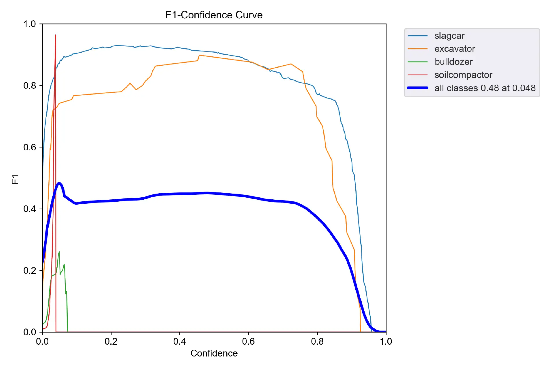 F1-Confidence Curve
1.0
0.8
0.6
0.4
0.2
0.0
F1
0.0 0.2 0.4 0.6 0.8 1.0
Confidence
slagcar
excavator
bulldozer
soilcompactor
all classes 0.48 at 0.048